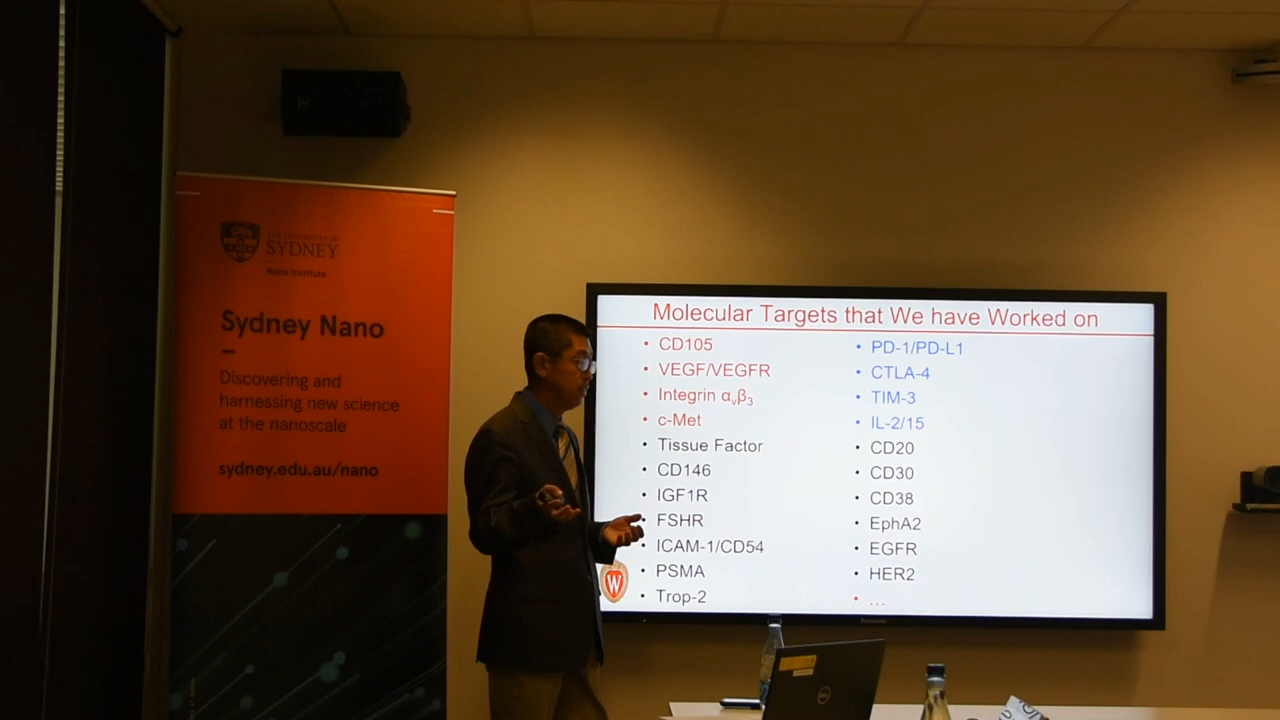 THE UNIVERSITY OF
SYDNEY
Nano Institute
Sydney Nano
Discovering and
harnessing new science
at the nanoscale
sydney.edu.au/nano
Molecular Targets that We have Worked on
• CD105
• VEGF/VEGFR
• Integrin αᵥβ₃
• c-Met
• Tissue Factor
• CD146
• IGF1R
• FSHR
• ICAM-1/CD54
• PSMA
• Trop-2
• PD-1/PD-L1
• CTLA-4
• TIM-3
• IL-2/15
• CD20
• CD30
• CD38
• EphA2
• EGFR
• HER2
• ...
W
Panasonic
DELL